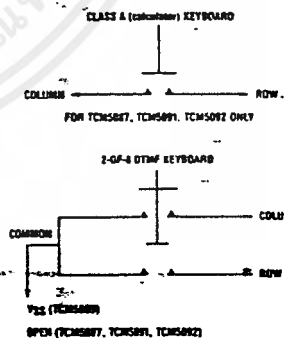 CLASS A (calculator) KEYBOARD
COLUMN
ROW
FOR TCM5087, TCM5091, TCM5092 ONLY
2-OF-8 DTMF KEYBOARD
COLU
COMMON
ROW
VSS (TCM5089)
OPEN (TCM5087, TCM5091, TCM5092)